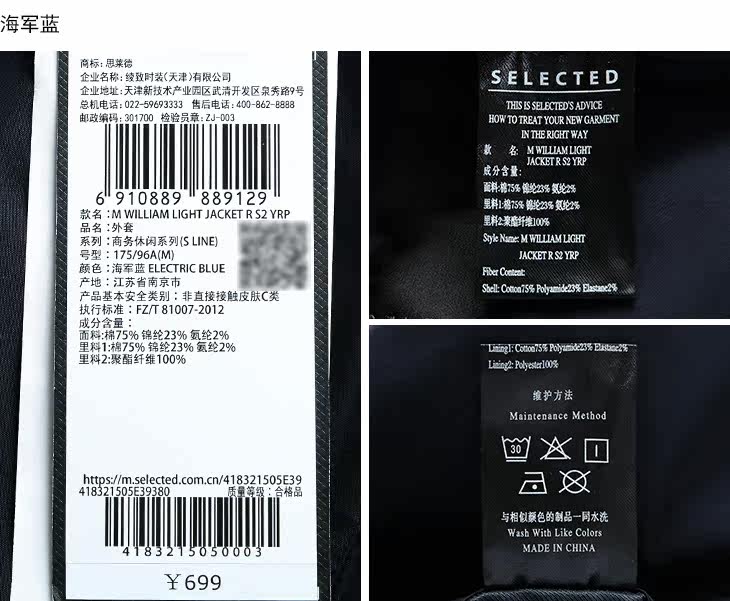 海军蓝
商标: 思莱德
企业名称: 绫致时装(天津)有限公司
企业地址: 天津新技术产业园区武清开发区泉秀路9号
总机电话: 022-59693333 售后电话: 400-862-8888
邮政编码: 301700 检验员章: ZJ-003
6 910889 889129
款名: M WILLIAM LIGHT JACKET R S2 YRP
品名: 外套
系列: 商务休闲系列(S LINE)
号型: 175/96A(M)
颜色: 海军蓝 ELECTRIC BLUE
产地: 江苏省南京市
产品基本安全类别: 非直接接触皮肤C类
执行标准: FZ/T 81007-2012
成分含量:
面料:棉75% 锦纶23% 氨纶2%
里料1:棉75% 锦纶23% 氨纶2%
里料2:聚酯纤维100%
https://m.selected.com.cn/418321505E39
418321505E39380 质量等级: 合格品
4183215050003
￥699
SELECTED
THIS IS SELECTED'S ADVICE
HOW TO TREAT YOUR NEW GARMENT
IN THE RIGHT WAY
款 名: M WILLIAM LIGHT
JACKET R S2 YRP
成分含量:
面料:棉75% 锦纶23% 氨纶2%
里料1:棉75% 锦纶23% 氨纶2%
里料2:聚酯纤维100%
Style Name: M WILLIAM LIGHT
JACKET R S2 YRP
Fiber Content:
Shell: Cotton75% Polyamide23% Elastane2%
Lining1: Cotton75% Polyamide23% Elastane2%
Lining2: Polyester100%
维护方法
Maintenance Method
30
与相似颜色的制品一同水洗
Wash With Like Colors
MADE IN CHINA